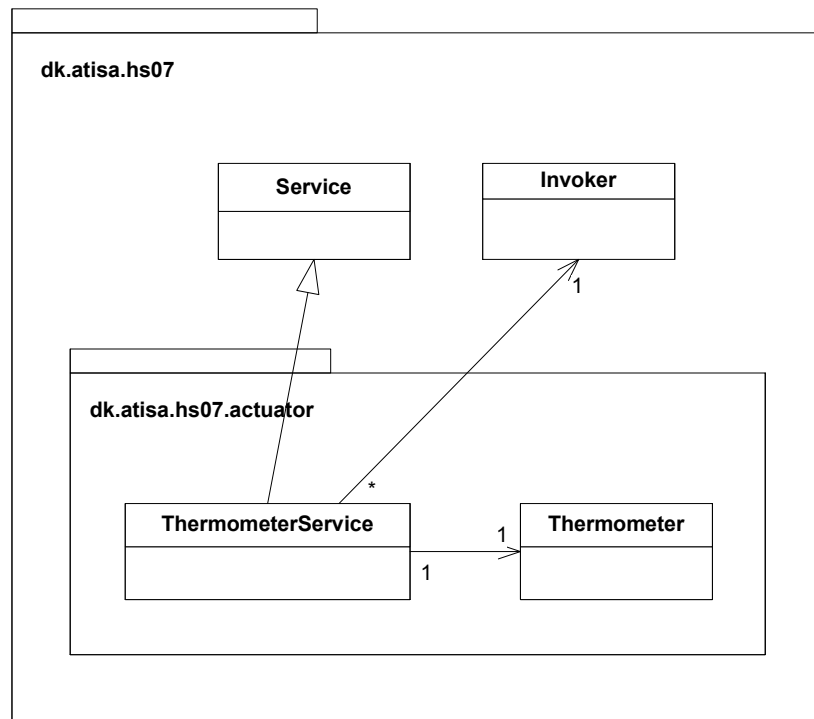 dk.atisa.hs07
Service
Invoker
1
dk.atisa.hs07.actuator
*
ThermometerService
Thermometer
1
1